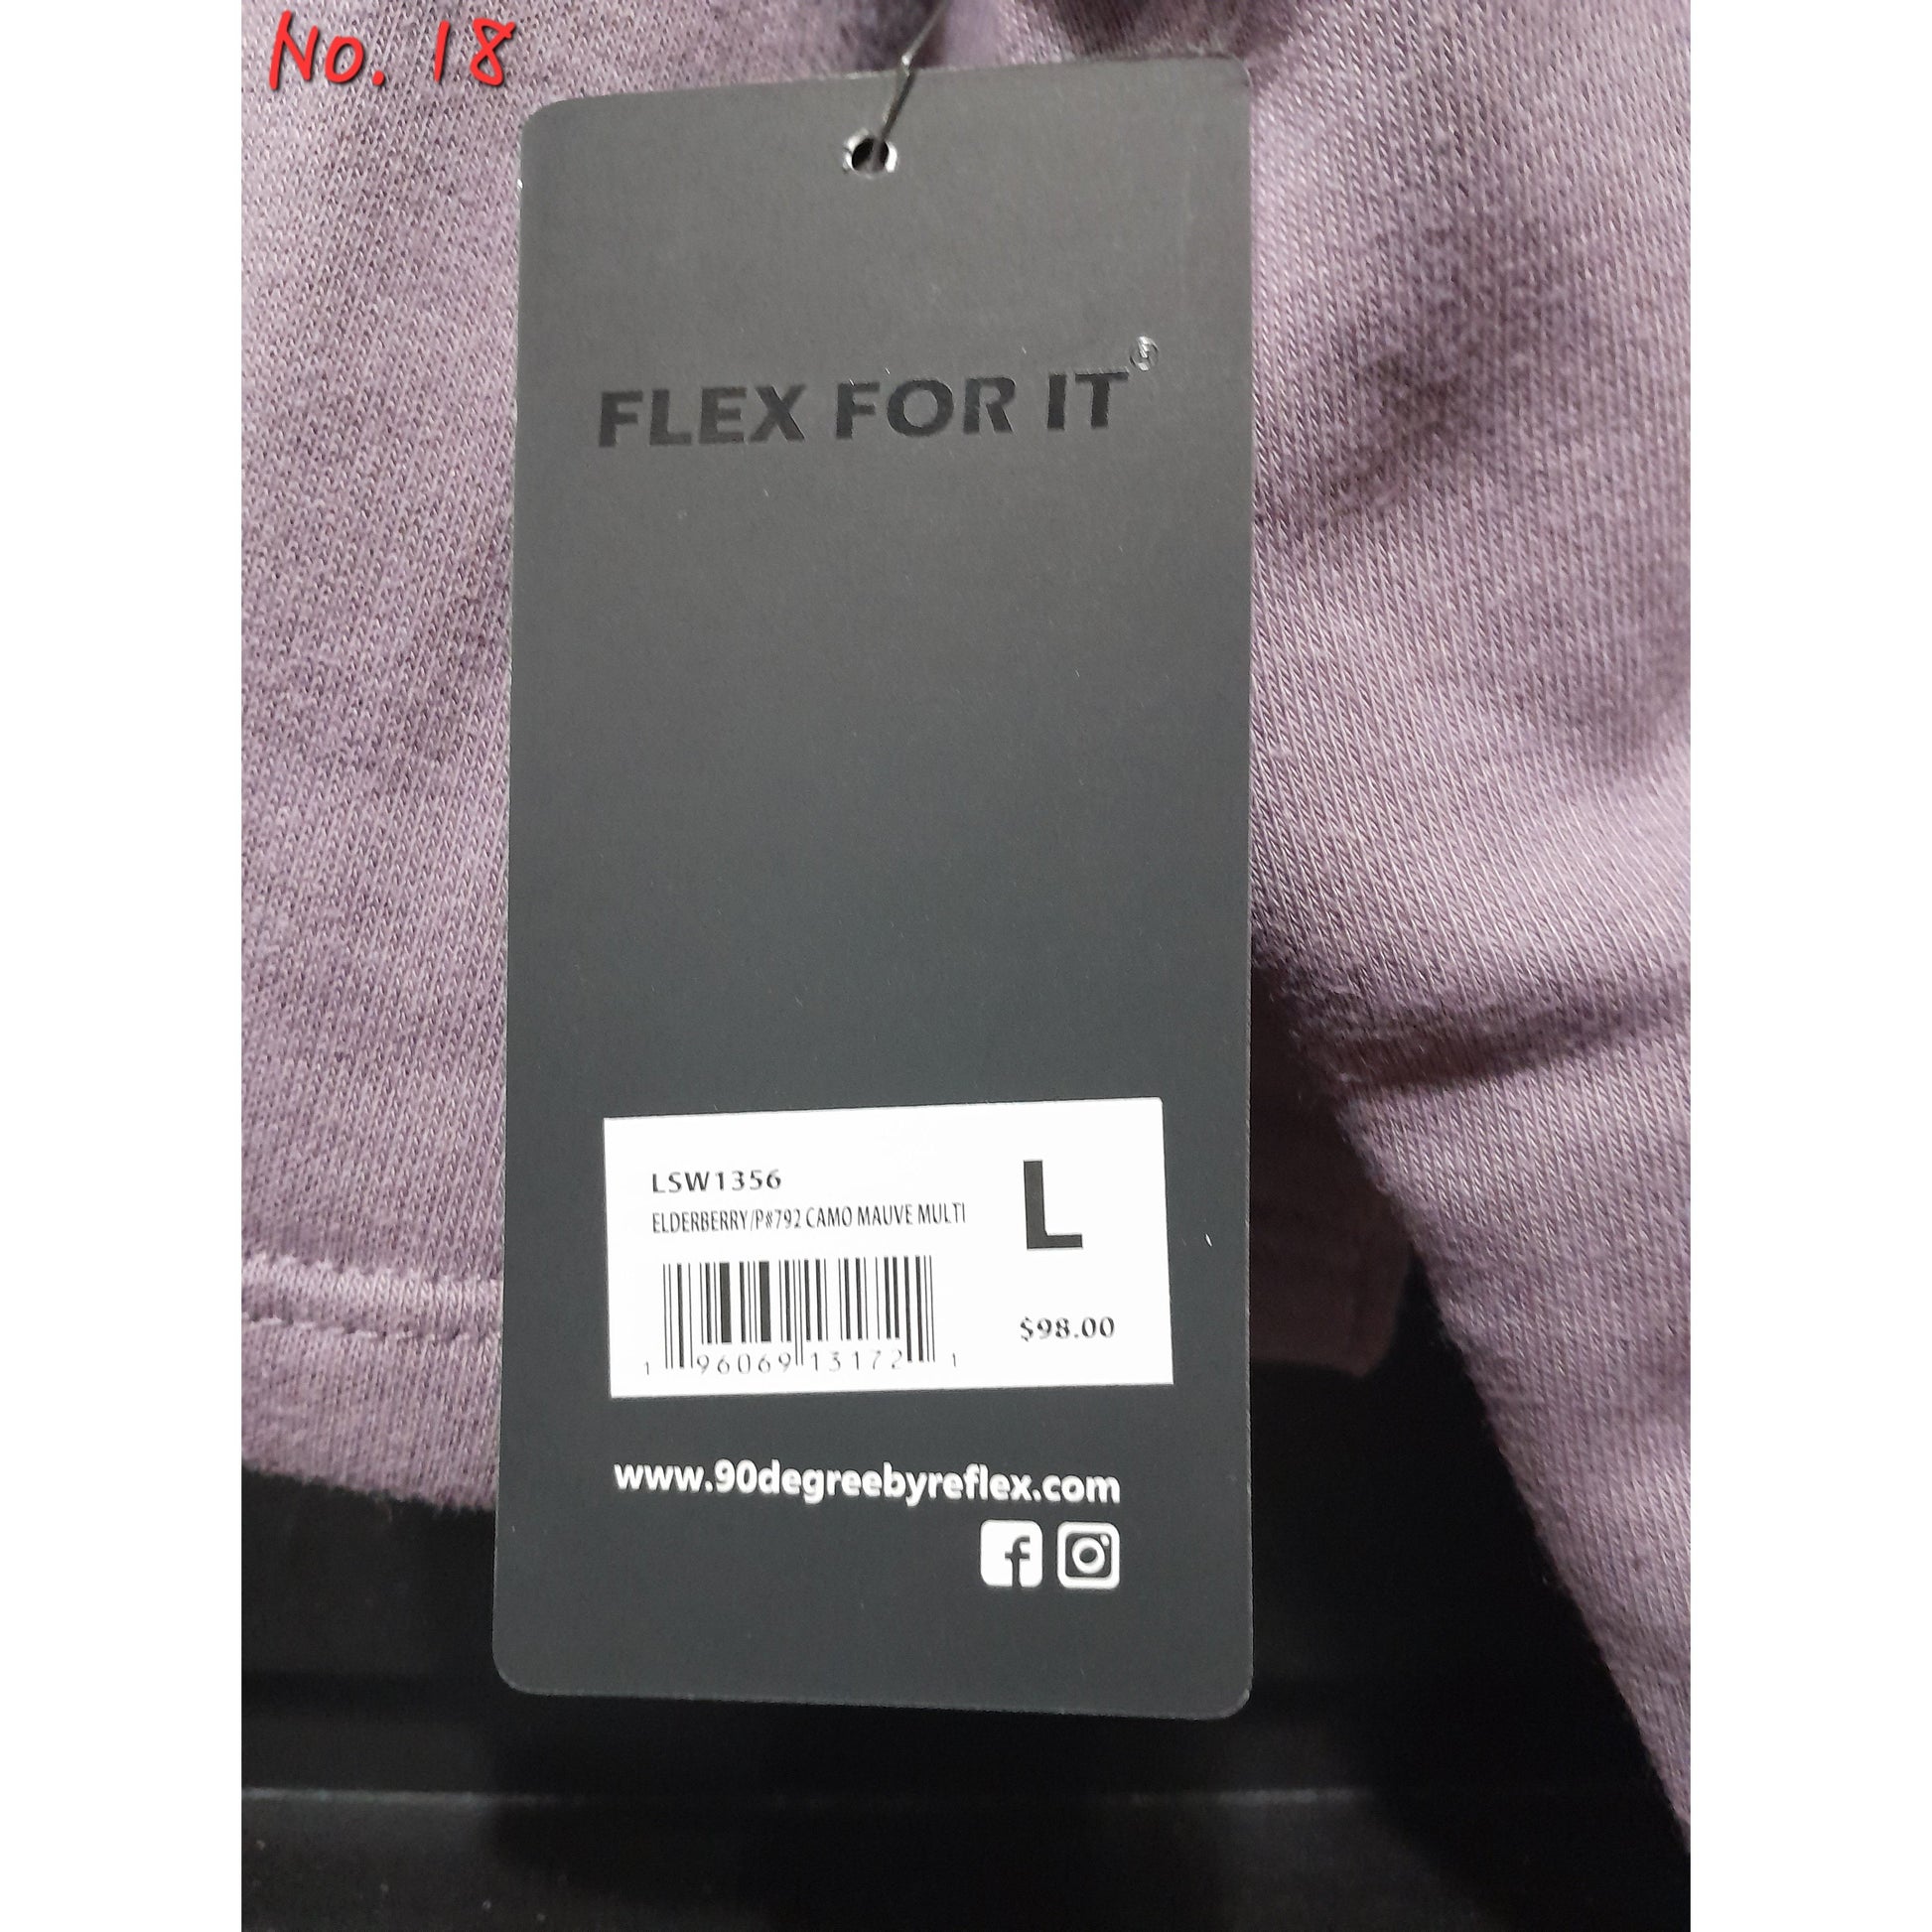 No. 18
FLEX FOR IT®
LSW1356
ELDERBERRY/P#792 CAMO MAUVE MULTI
L
$98.00
1 96069 13172 1
www.90degreebyreflex.com